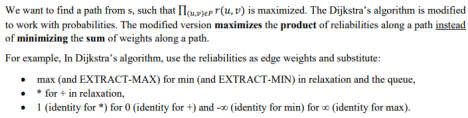 We want to find a path from s, such that ∏(u,v)ϵP r(u, v) is maximized. The Dijkstra's algorithm is modified
to work with probabilities. The modified version maximizes the product of reliabilities along a path instead
of minimizing the sum of weights along a path.
For example, In Dijkstra's algorithm, use the reliabilities as edge weights and substitute:
• max (and EXTRACT-MAX) for min (and EXTRACT-MIN) in relaxation and the queue,
• * for + in relaxation,
• 1 (identity for *) for 0 (identity for +) and -∞ (identity for min) for ∞ (identity for max).